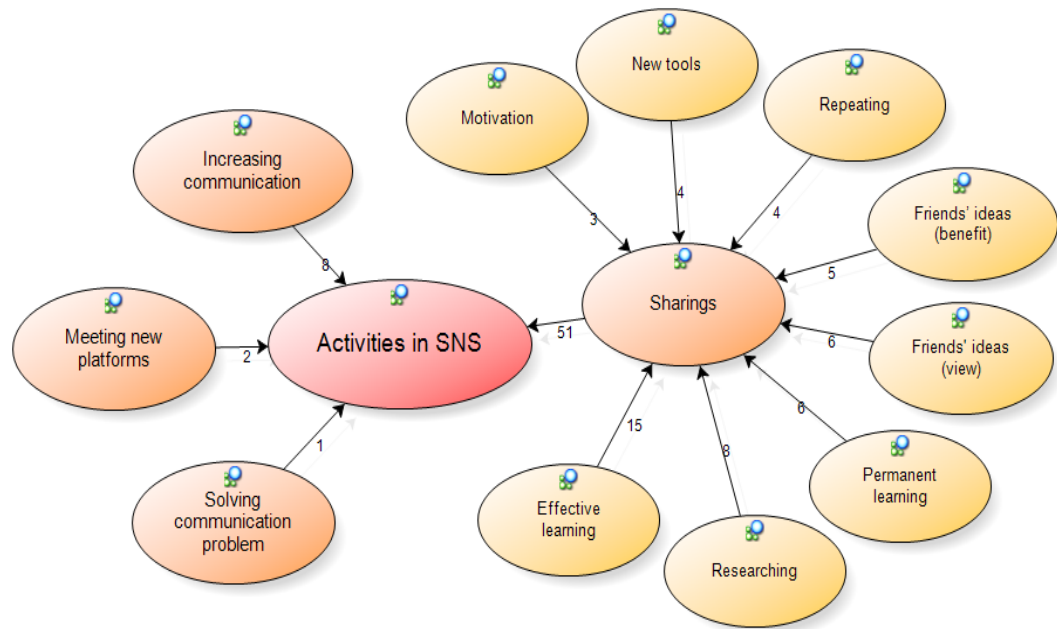 New tools
Motivation
Repeating
Increasing
communication
Friends' ideas
(benefit)
4
3
4
5
8
Sharings
Activities in SNS
51
Meeting new
platforms
2
6
Friends' ideas
(view)
6
15
1
8
Solving
communication
problem
Effective
learning
Permanent
learning
Researching